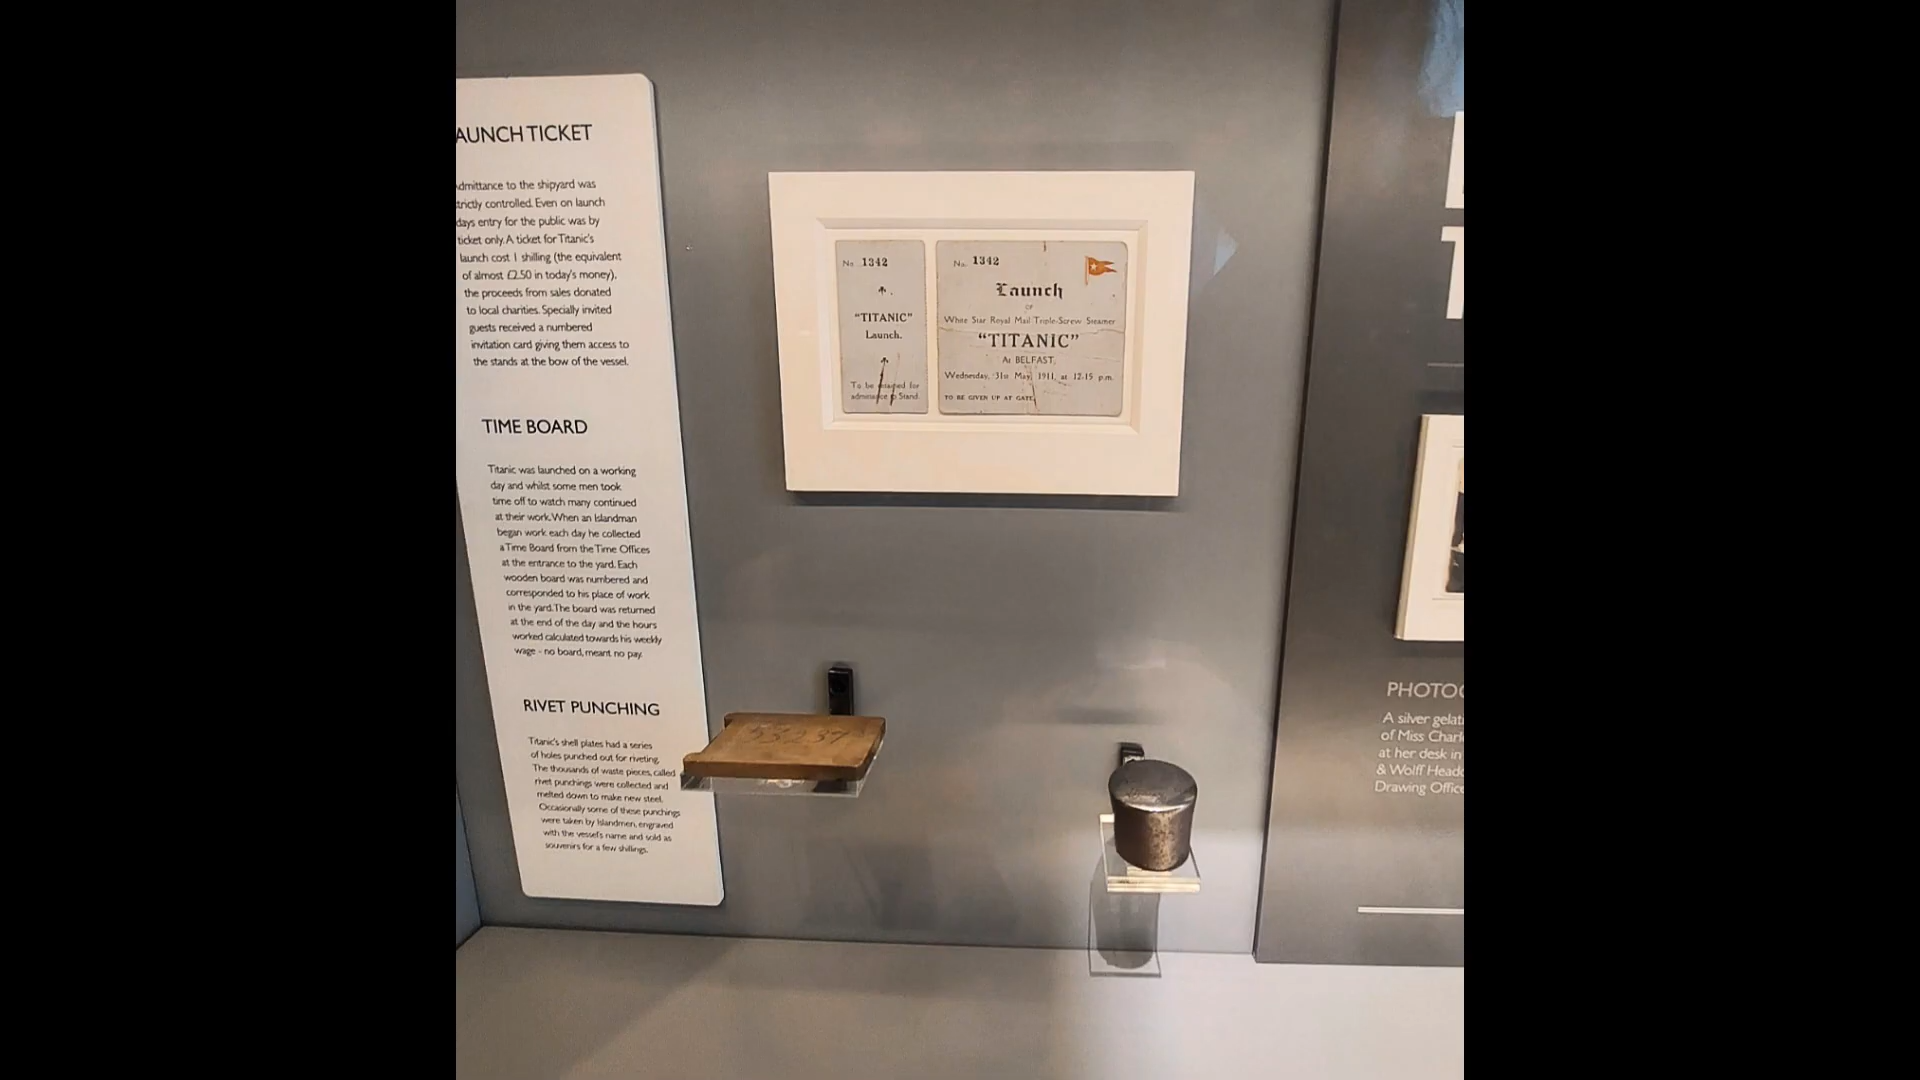 AUNCH TICKET
dmittance to the shipyard was
trictly controlled. Even on launch
days entry for the public was by
ticket only. A ticket for Titanic's
launch cost 1 shilling (the equivalent
of almost £2.50 in today's money),
the proceeds from sales donated
to local charities. Specially invited
guests received a numbered
invitation card giving them access to
the stands at the bow of the vessel.
TIME BOARD
Titanic was launched on a working
day and whilst some men took
time off to watch many continued
at their work. When an Islandman
began work each day he collected
a Time Board from the Time Offices
at the entrance to the yard. Each
wooden board was numbered and
corresponded to his place of work
in the yard. The board was returned
at the end of the day and the hours
worked calculated towards his weekly
wage - no board, meant no pay.
RIVET PUNCHING
Titanic's shell plates had a series
of holes punched out for riveting.
The thousands of waste pieces, called
rivet punchings were collected and
melted down to make new steel.
Occasionally some of these punchings
were taken by Islandmen, engraved
with the vessel's name and sold as
souvenirs for a few shillings.
No. 1342
"TITANIC"
Launch.
To be retained for
admittance to Stand.
No. 1342
Launch
OF
White Star Royal Mail Triple-Screw Steamer
"TITANIC"
At BELFAST,
Wednesday, 31st May, 1911, at 12-15 p.m.
TO BE GIVEN UP AT GATE.
PHOTOG
A silver gelat
of Miss Charl
at her desk in
& Wolff Head
Drawing Office